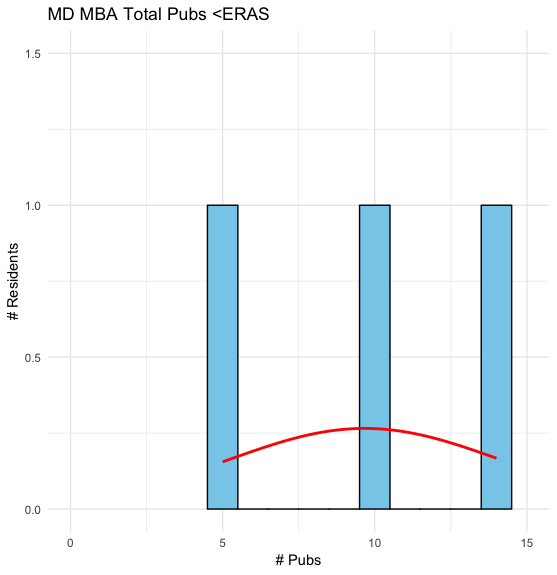 MD MBA Total Pubs <ERAS
1.5
1.0
0.5
0.0
# Residents
0 5 10 15
# Pubs